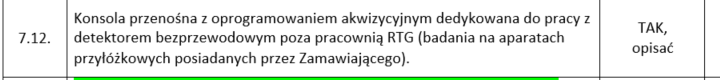 7.12.
Konsola przenośna z oprogramowaniem akwizycyjnym dedykowana do pracy z
detektorem bezprzewodowym poza pracownią RTG (badania na aparatach
przyłóżkowych posiadanych przez Zamawiającego).
TAK,
opisać